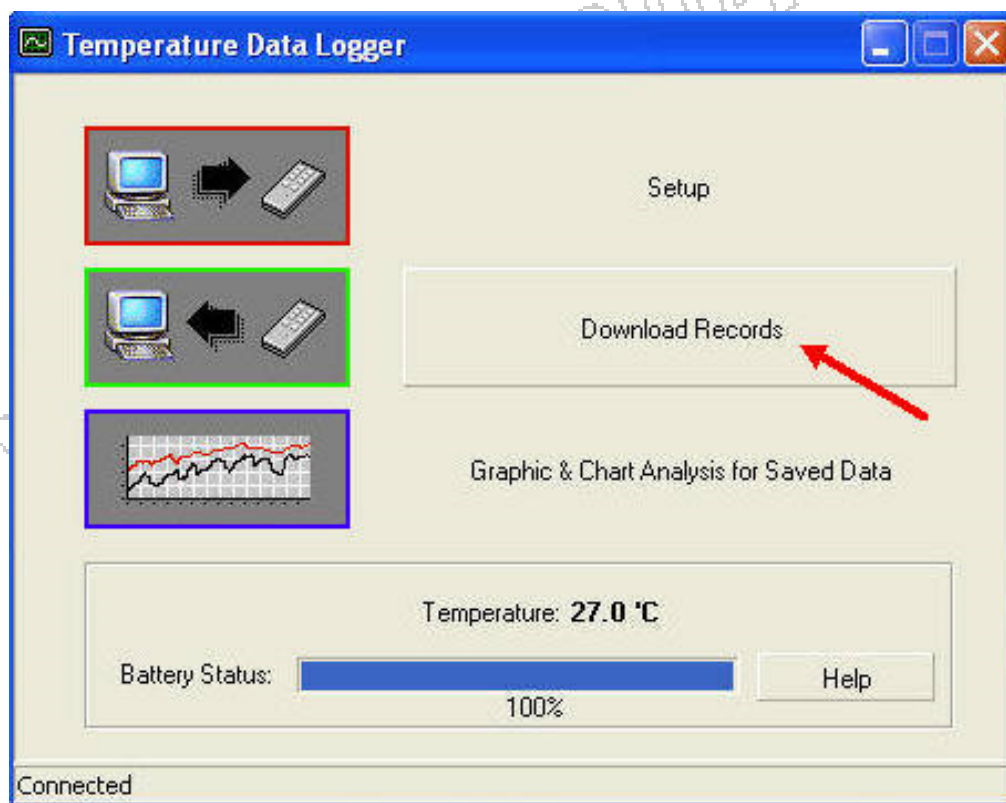 Temperature Data Logger
Setup
Download Records
Graphic & Chart Analysis for Saved Data
Temperature: 27.0 'C
Battery Status:
100%
Help
Connected